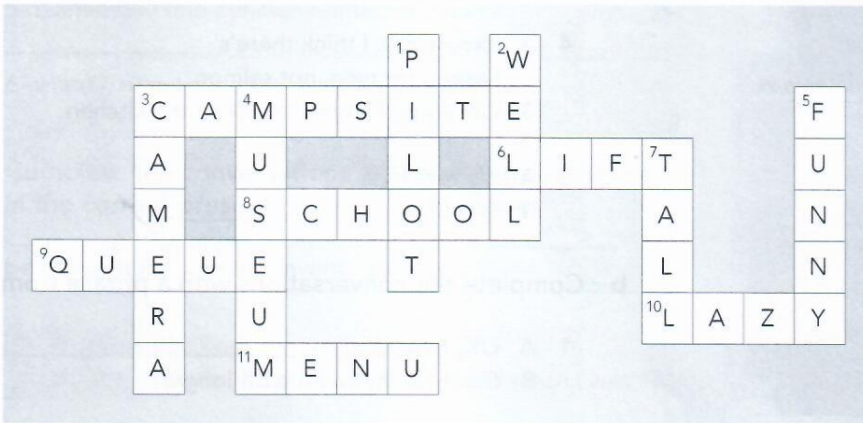 1P 2W
3C A 4M P S I T E 5F
A U L 6L I F 7T U
M 8S C H O O L A N
9Q U E U E T L N
R U 10L A Z Y
A 11M E N U